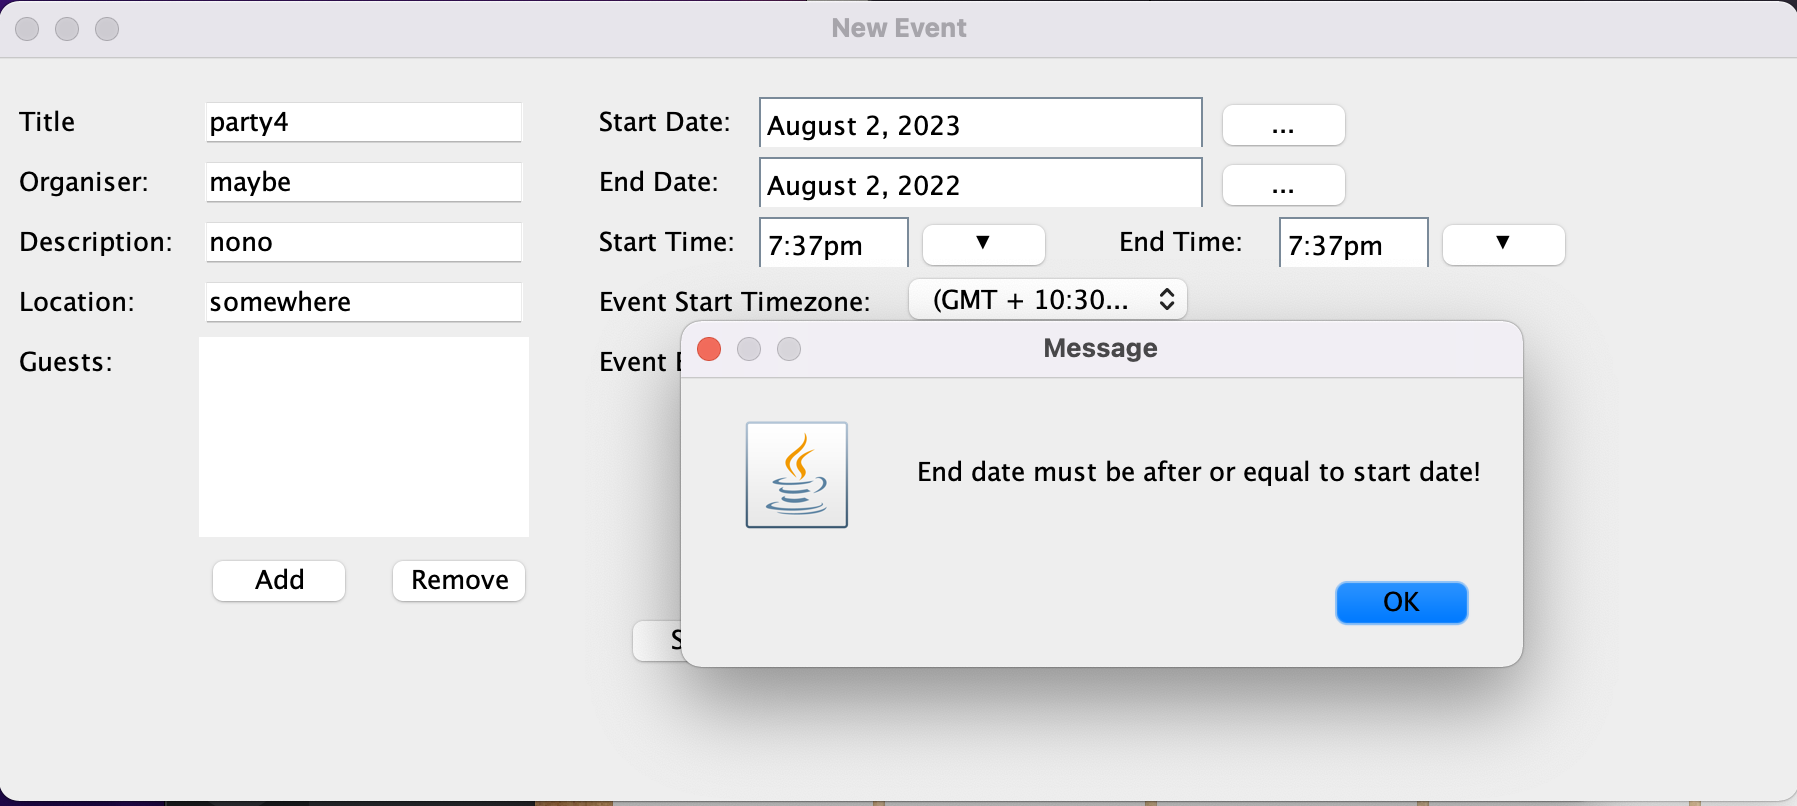 New Event
Title party4
Organiser: maybe
Description: nono
Location: somewhere
Guests:
Add Remove
Start Date: August 2, 2023 ...
End Date: August 2, 2022 ...
Start Time: 7:37pm ▼ End Time: 7:37pm ▼
Event Start Timezone: (GMT + 10:30...
Event
Message
End date must be after or equal to start date!
OK